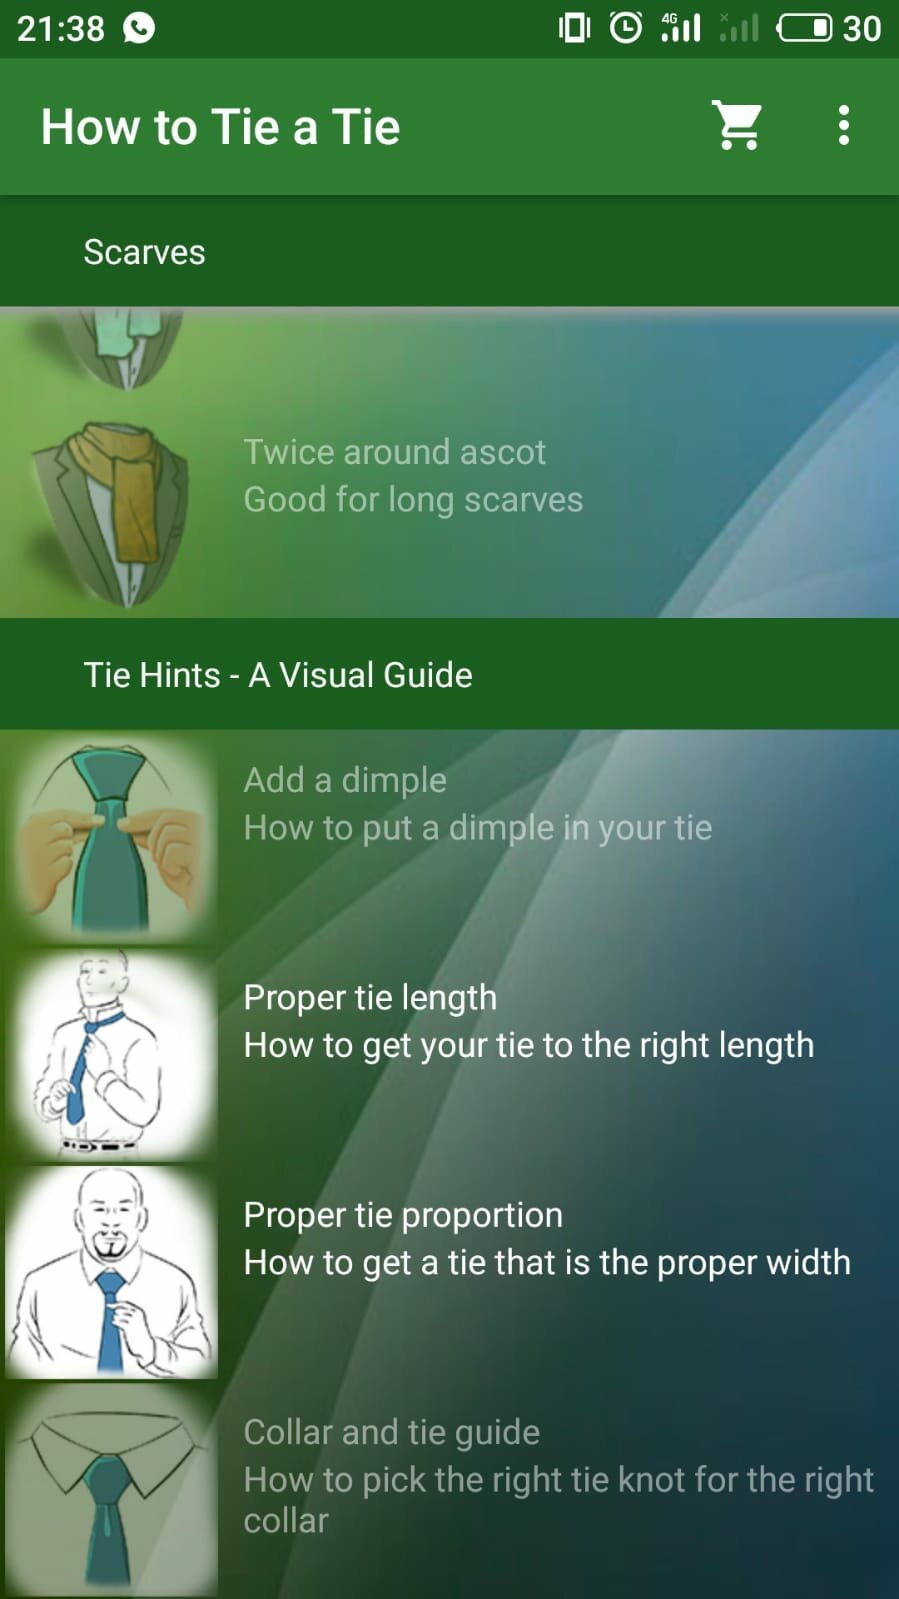 21:38
4G
30
How to Tie a Tie
Scarves
Twice around ascot
Good for long scarves
Tie Hints - A Visual Guide
Add a dimple
How to put a dimple in your tie
Proper tie length
How to get your tie to the right length
Proper tie proportion
How to get a tie that is the proper width
Collar and tie guide
How to pick the right tie knot for the right
collar